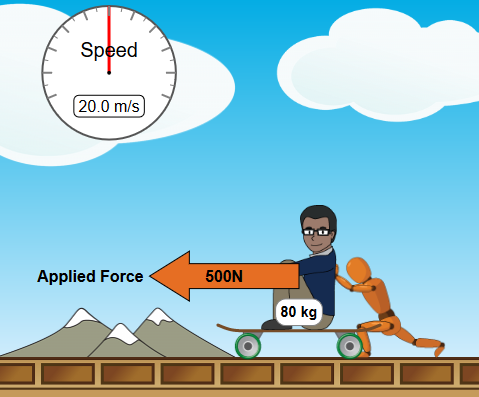 Speed
20.0 m/s
Applied Force
500N
80 kg